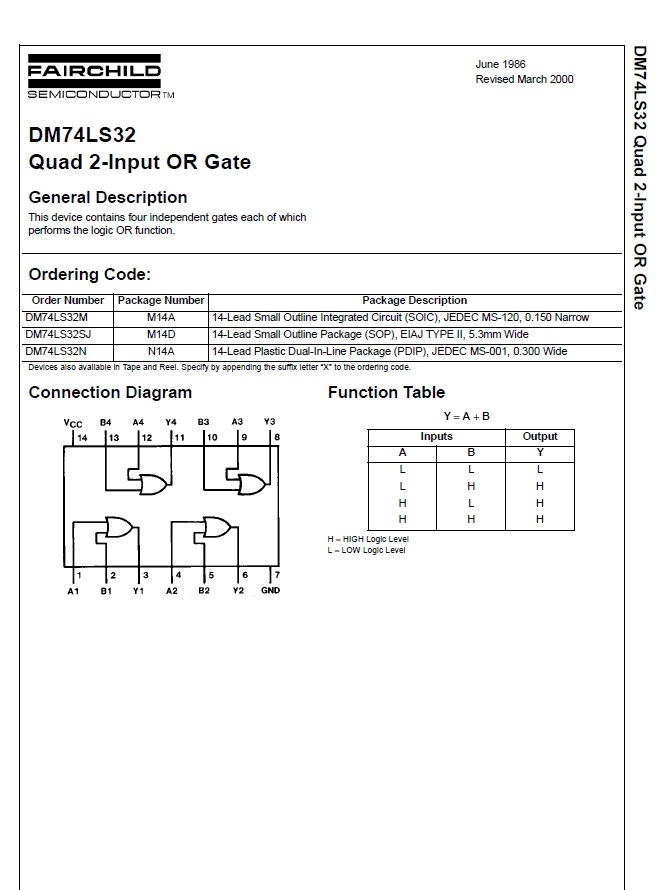 FAIRCHILD
SEMICONDUCTOR TM
June 1986
Revised March 2000
DM74LS32 Quad 2-Input OR Gate
DM74LS32
Quad 2-Input OR Gate
General Description
This device contains four independent gates each of which
performs the logic OR function.
Ordering Code:
Order Number Package Number Package Description
DM74LS32M M14A 14-Lead Small Outline Integrated Circuit (SOIC), JEDEC MS-120, 0.150 Narrow
DM74LS32SJ M14D 14-Lead Small Outline Package (SOP), EIAJ TYPE II, 5.3mm Wide
DM74LS32N N14A 14-Lead Plastic Dual-In-Line Package (PDIP), JEDEC MS-001, 0.300 Wide
Devices also available in Tape and Reel. Specify by appending the suffix letter "X" to the ordering code.
Connection Diagram
VCC B4 A4 Y4 B3 A3 Y3
14 13 12 11 10 9 8
1 2 3 4 5 6 7
A1 B1 Y1 A2 B2 Y2 GND
Function Table
Y = A + B
Inputs Output
A B Y
L L L
L H H
H L H
H H H
H = HIGH Logic Level
L = LOW Logic Level